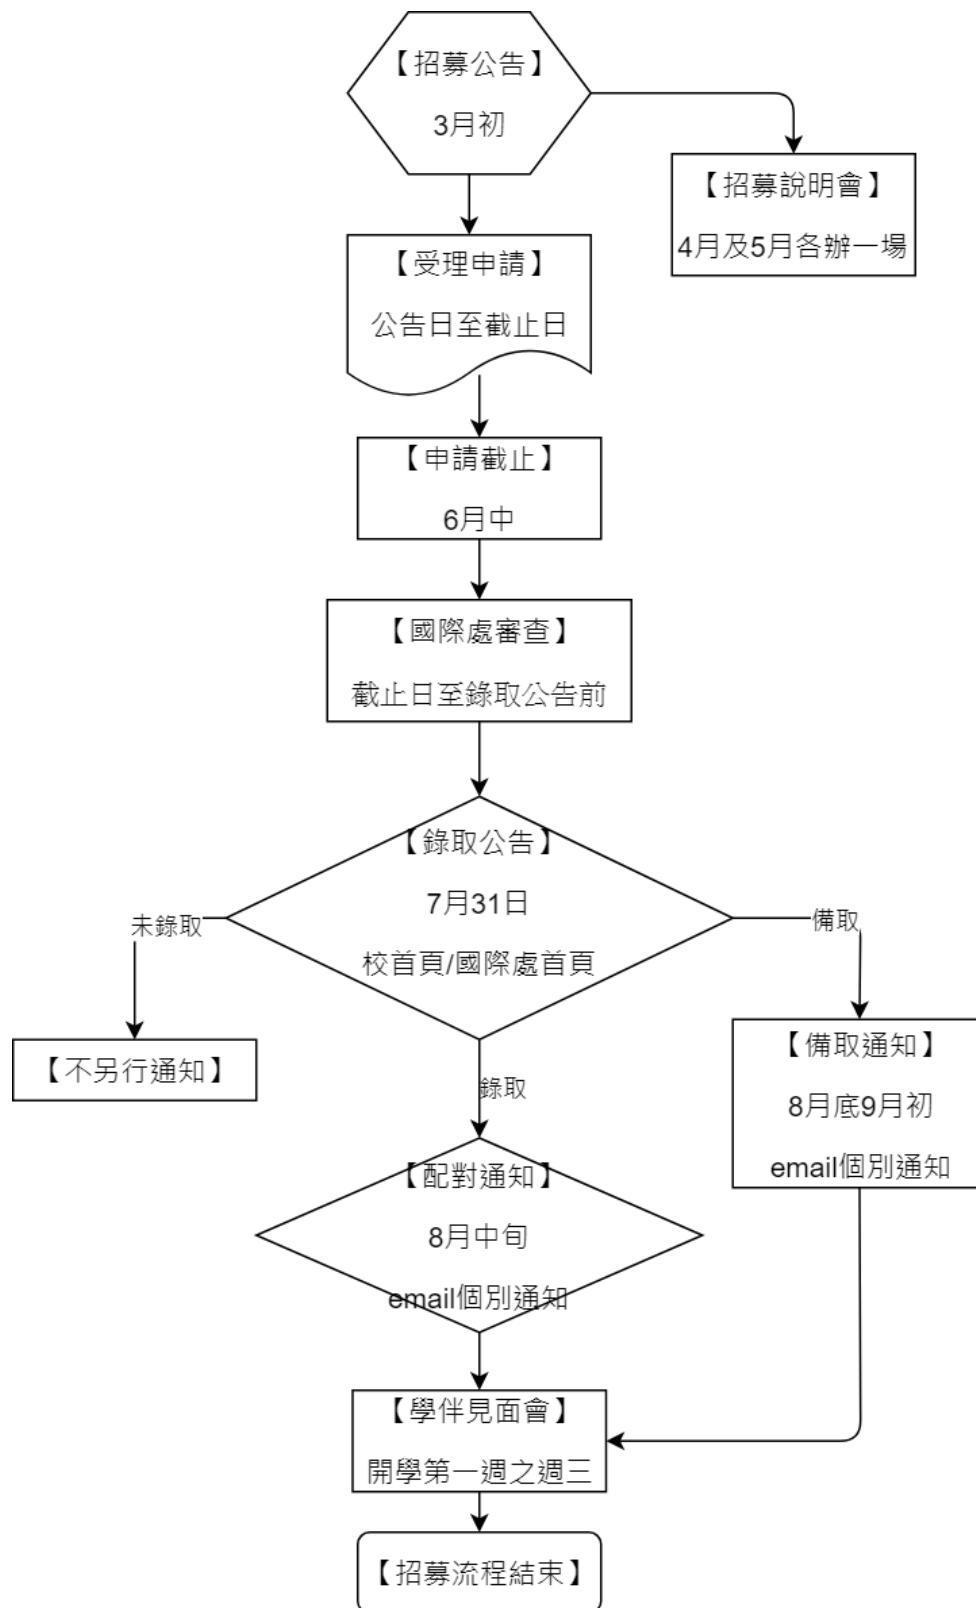 【招募公告】
3月初
【招募說明會】
4月及5月各辦一場
【受理申請】
公告日至截止日
【申請截止】
6月中
【國際處審查】
截止日至錄取公告前
【錄取公告】
7月31日
校首頁/國際處首頁
未錄取
備取
【不另行通知】
錄取
【備取通知】
8月底9月初
email個別通知
【配對通知】
8月中旬
email個別通知
【學伴見面會】
開學第一週之週三
【招募流程結束】